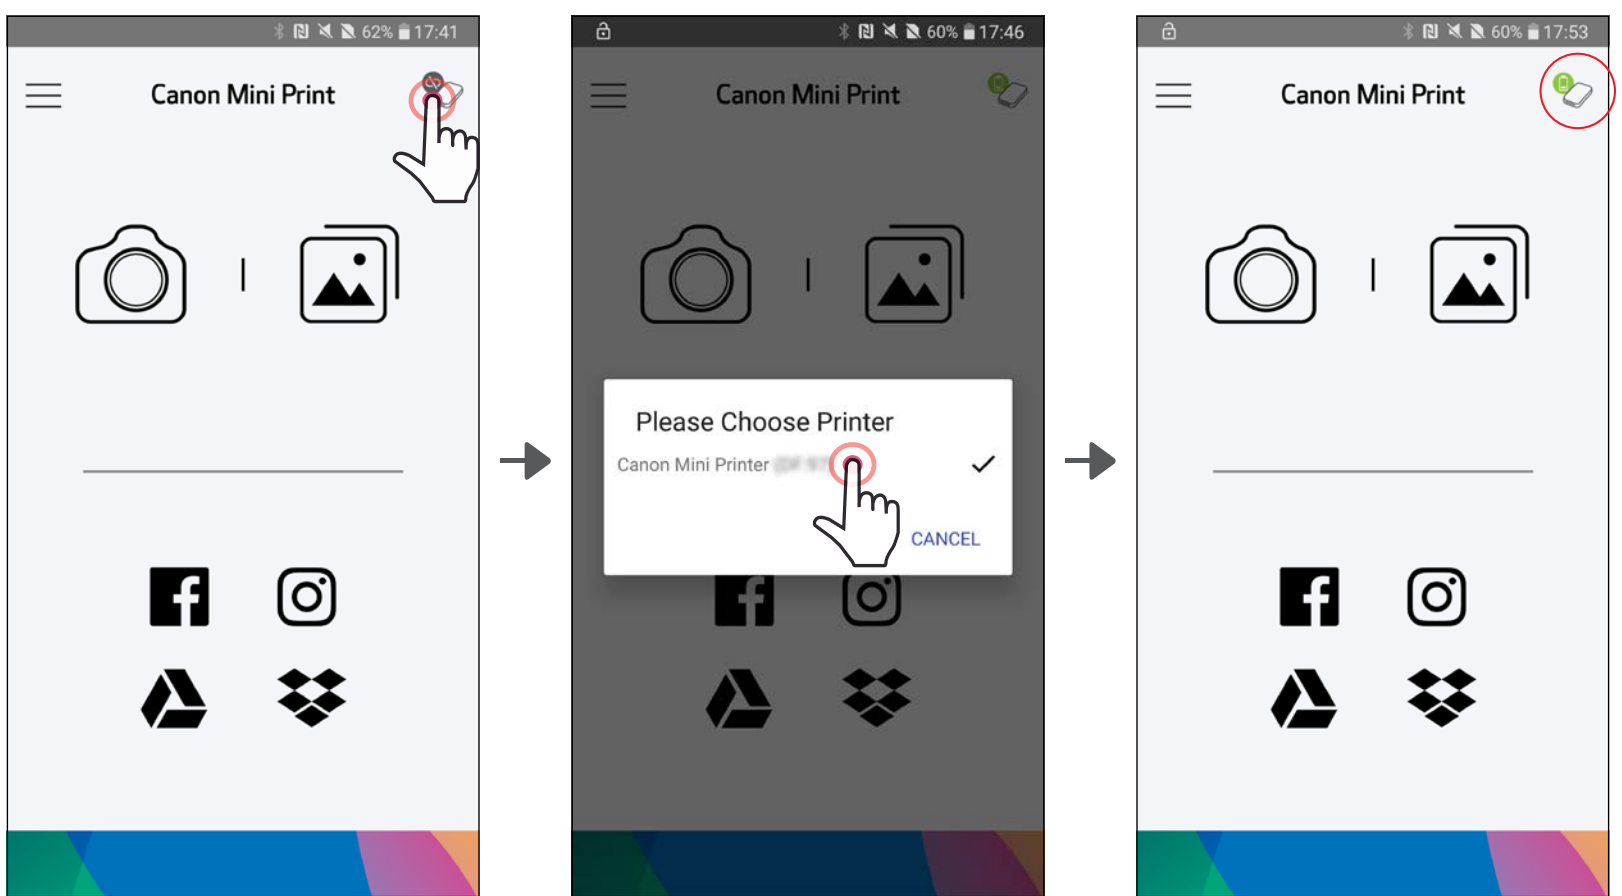 62% 17:41
Canon Mini Print
60% 17:46
Canon Mini Print
Please Choose Printer
Canon Mini Printer
CANCEL
60% 17:53
Canon Mini Print